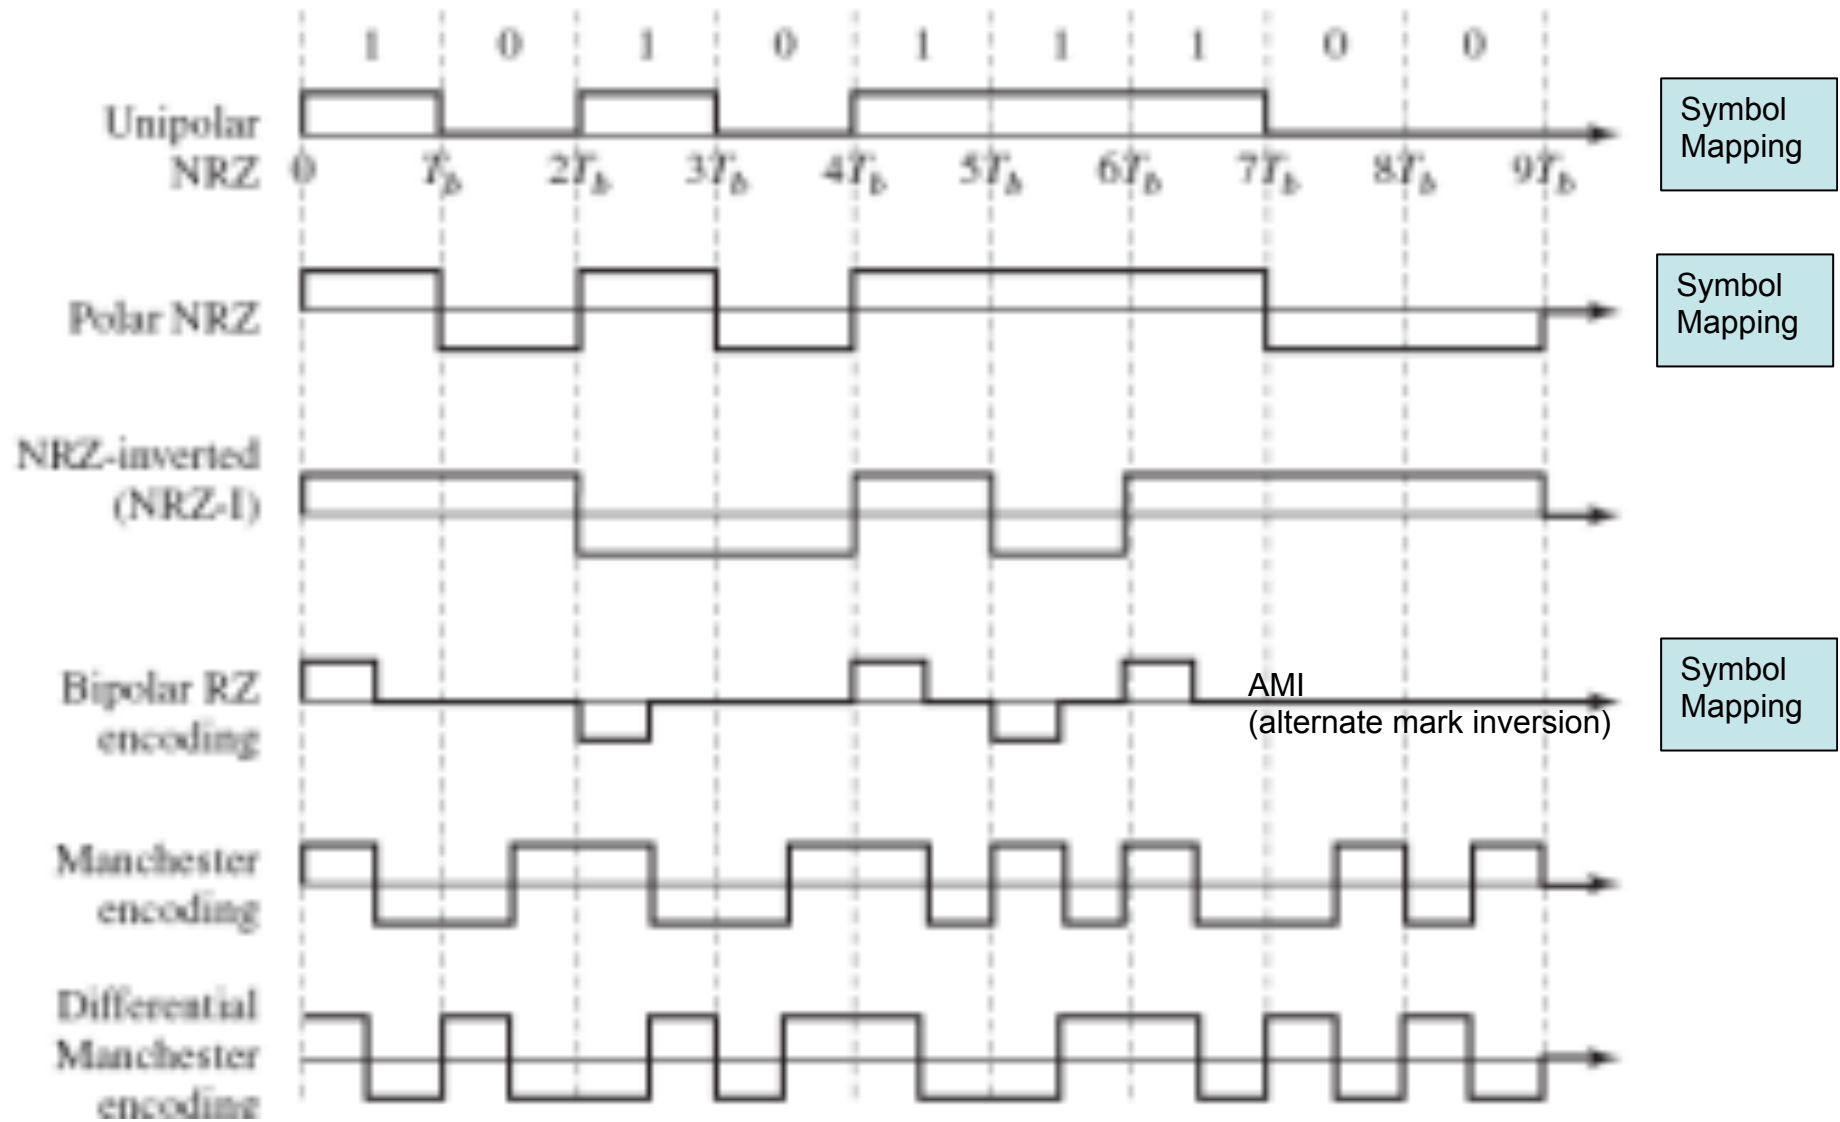 1 0 1 0 1 1 1 0 0
Unipolar
NRZ
0 T_b 2T_b 3T_b 4T_b 5T_b 6T_b 7T_b 8T_b 9T_b
Symbol
Mapping
Polar NRZ
Symbol
Mapping
NRZ-inverted
(NRZ-I)
Bipolar RZ
encoding
AMI
(alternate mark inversion)
Symbol
Mapping
Manchester
encoding
Differential
Manchester
encoding